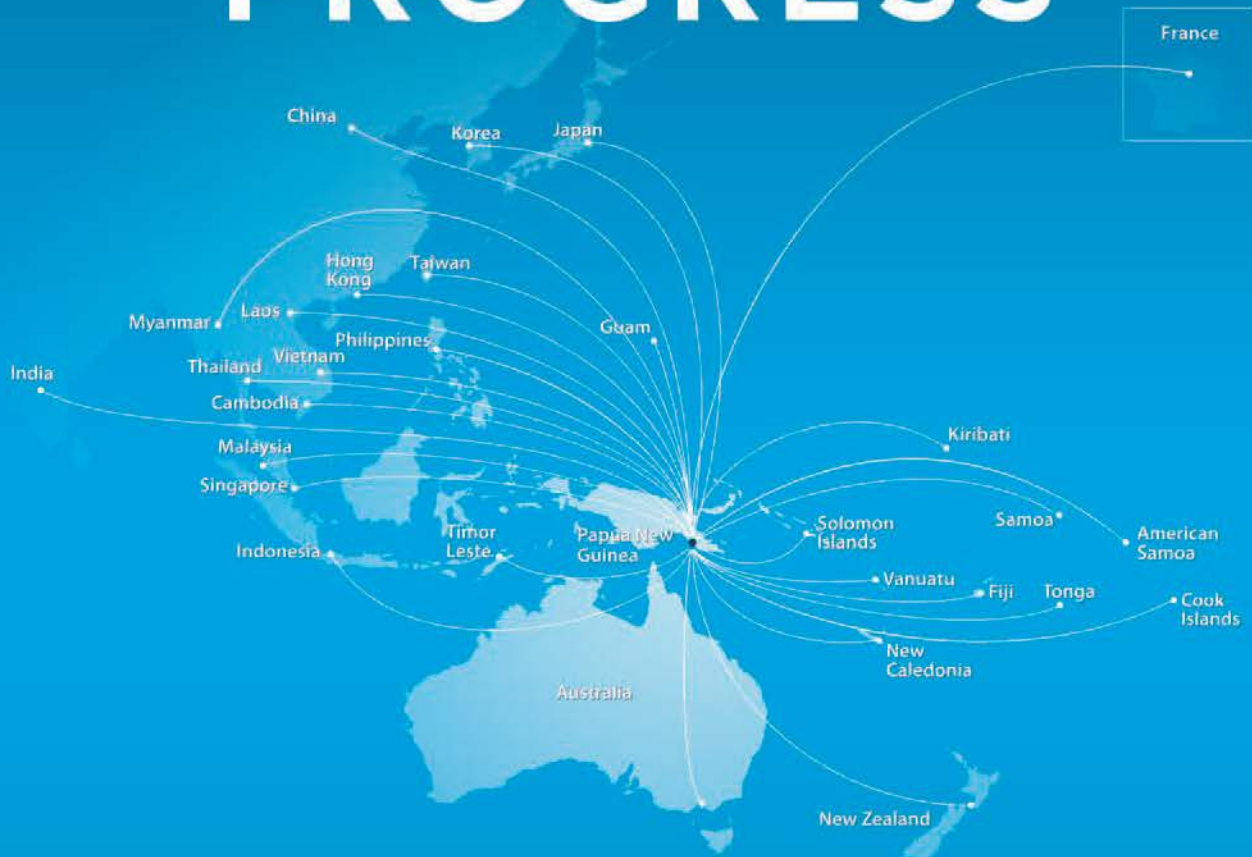 PROGRESS
France
China
Korea
Japan
Hong
Kong
Taiwan
Myanmar
Laos
Guam
Philippines
Vietnam
Thailand
India
Cambodia
Kiribati
Malaysia
Singapore
Samoa
Solomon
Islands
American
Samoa
Timor
Leste
Papua New
Guinea
Indonesia
Vanuatu
Fiji
Tonga
Cook
Islands
New
Caledonia
Australia
New Zealand